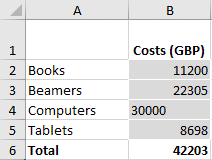 A B
1 Costs (GBP)
2 Books 11200
3 Beamers 22305
4 Computers 30000
5 Tablets 8698
6 Total 42203